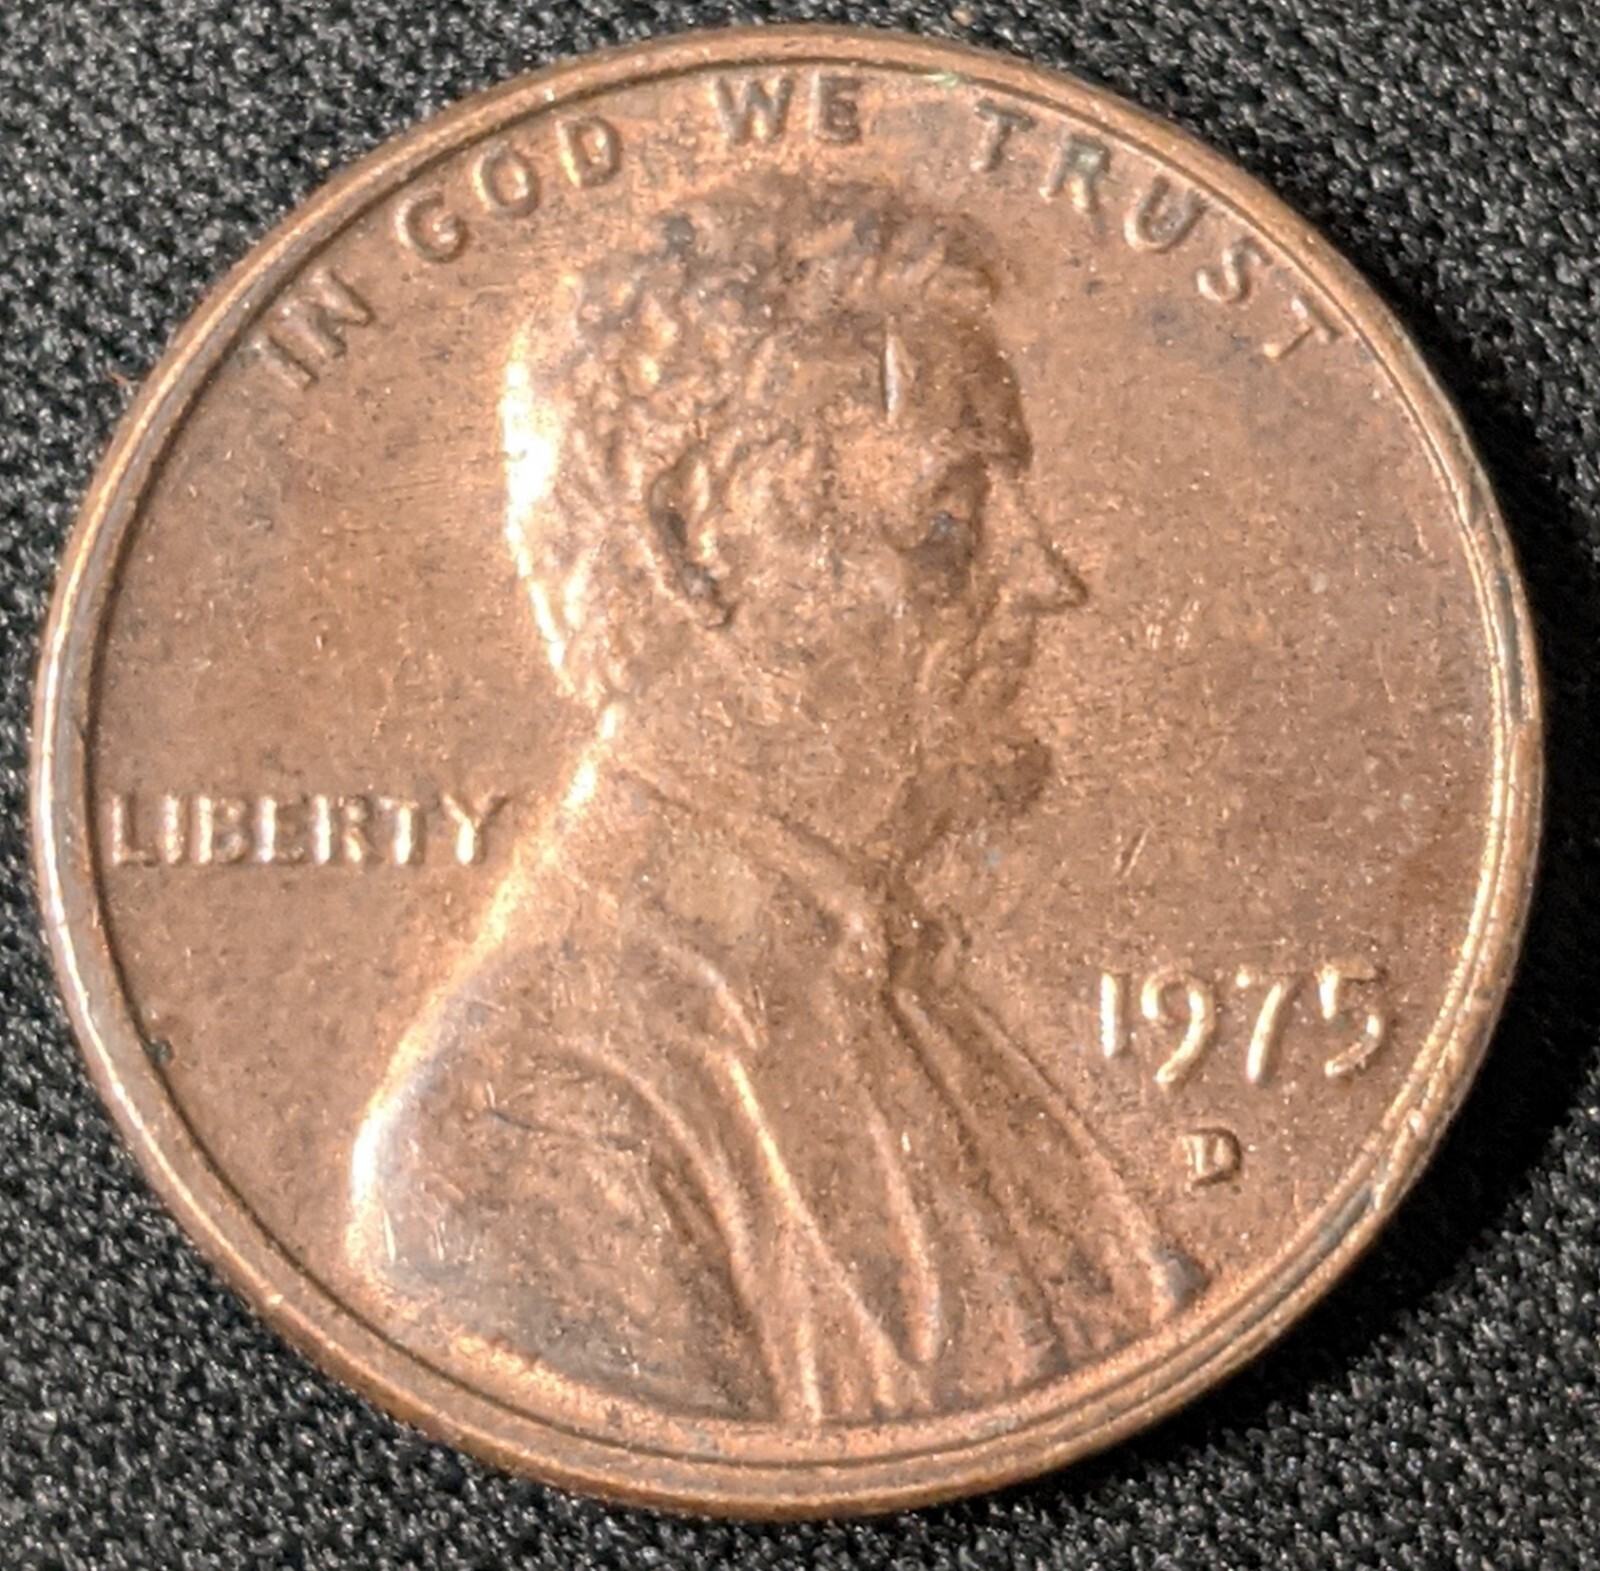 IN GOD WE TRUST
LIBERTY
1975
D